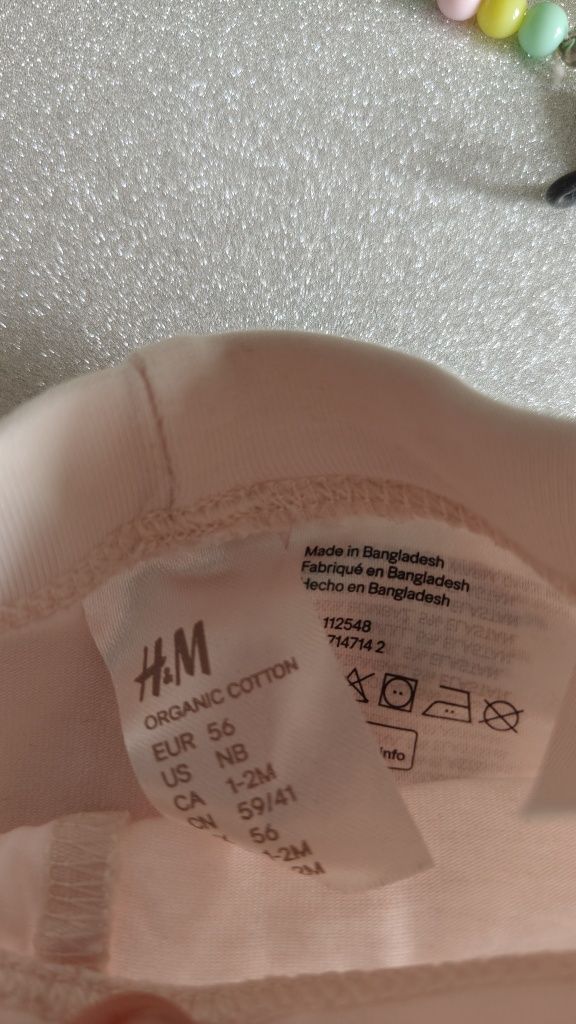 H&M
ORGANIC COTTON
EUR 56
US NB
CA 1-2M
CN 59/41
56
1-2M
Made in Bangladesh
Fabriqué en Bangladesh
Hecho en Bangladesh
112548
714714 2
info